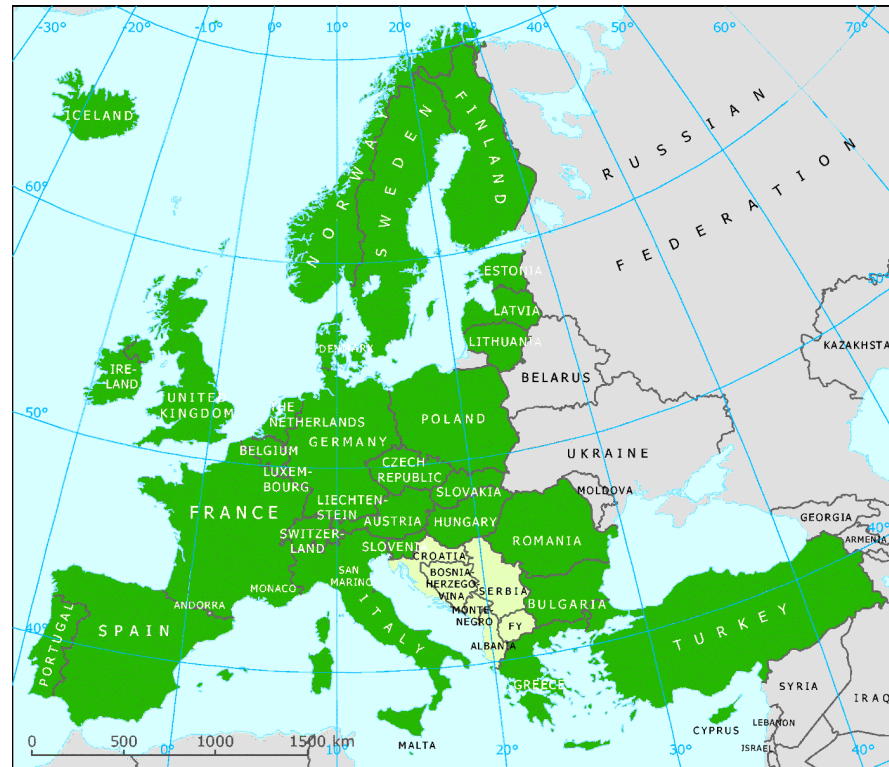 -30°
-20°
-10°
0°
10°
20°
30°
40°
50°
60°
70°
ICELAND
60°
NORWAY
SWEDEN
FINLAND
RUSSIAN
FEDERATION
50°
ESTONIA
LATVIA
LITHUANIA
DENMARK
KAZAKHSTA
IRE-
LAND
UNITE
KINGDOM
BELARUS
50°
THE
NETHERLANDS
GERMANY
POLAND
BELGIUM
UKRAINE
LUXEM-
BOURG
CZECH
REPUBLIC
SLOVAKIA
MOLDOVA
FRANCE
LIECHTEN-
STEIN
AUSTRIA
HUNGARY
GEORGIA
40°
ARMENIA
SWITZER-
LAND
SLOVENI
CROATIA
ROMANIA
SAN
MARINO
BOSNIA-
HERZEGO-
VINA
SERBIA
MONACO
ANDORRA
ITALY
MONTE-
NEGRO
BULGARIA
FY
40°
PORTUGAL
SPAIN
ALBANIA
TURKEY
GREECE
SYRIA
IRAQ
CYPRUS
LEBANON
ISRAEL
MALTA
0
500
1000
1500 km
0°
10°
20°
30°
40°